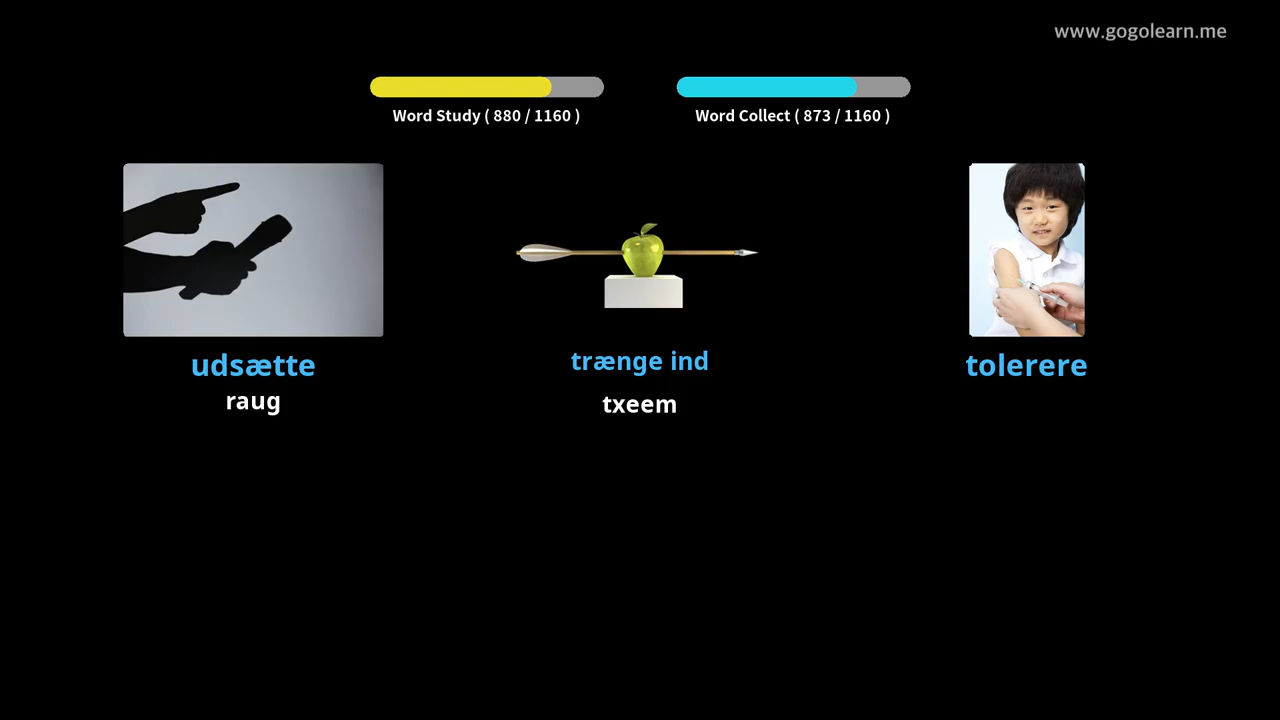 www.gogolearn.me
Word Study ( 880 / 1160 )
Word Collect ( 873 / 1160 )
udsætte
raug
trænge ind
txeem
tolerere